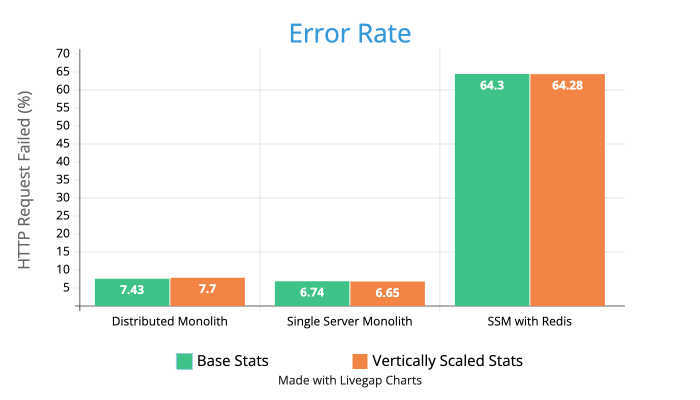 Error Rate
HTTP Request Failed (%)
70
65
60
55
50
45
40
35
30
25
20
15
10
5
7.43
7.7
6.74
6.65
64.3
64.28
Distributed Monolith
Single Server Monolith
SSM with Redis
Base Stats
Vertically Scaled Stats
Made with Livegap Charts